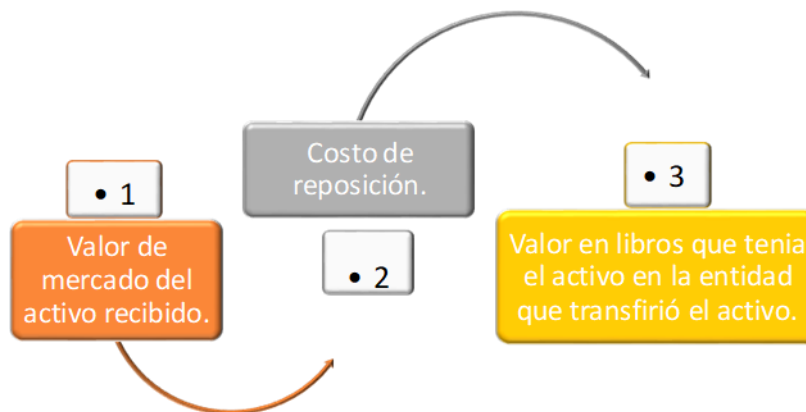 • 1
Valor de
mercado del
activo recibido.
Costo de
reposición.
• 2
• 3
Valor en libros que tenia
el activo en la entidad
que transfirió el activo.